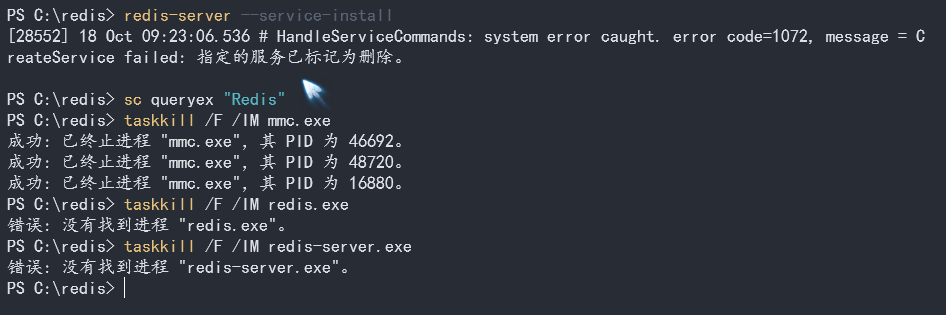 PS C:\redis> redis-server --service-install
[28552] 18 Oct 09:23:06.536 # HandleServiceCommands: system error caught. error code=1072, message = C
reateService failed: 指定的服务已标记为删除。
PS C:\redis> sc queryex "Redis"
PS C:\redis> taskkill /F /IM mmc.exe
成功: 已终止进程 "mmc.exe"，其 PID 为 46692。
成功: 已终止进程 "mmc.exe"，其 PID 为 48720。
成功: 已终止进程 "mmc.exe"，其 PID 为 16880。
PS C:\redis> taskkill /F /IM redis.exe
错误: 没有找到进程 "redis.exe"。
PS C:\redis> taskkill /F /IM redis-server.exe
错误: 没有找到进程 "redis-server.exe"。
PS C:\redis>